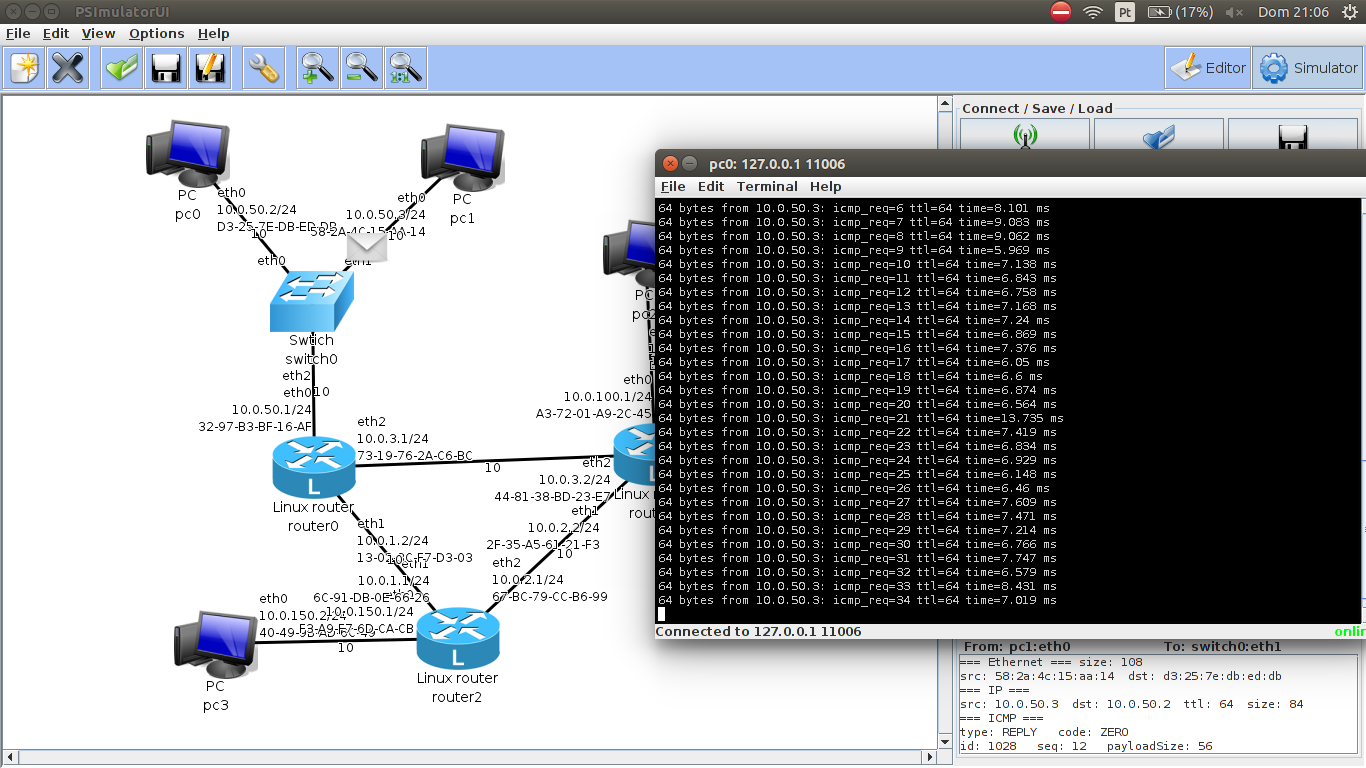 PSImulatorUI
Pt
(17%)
Dom 21:06
File Edit View Options Help
Editor
Simulator
Connect / Save / Load
PC
pc0
eth0
10.0.50.2/24
D3-25-7E-DB-ED-DB
10
eth0
PC
pc1
eth0
10.0.50.3/24
58-2A-4C-15-AA-14
10
eth1
Swtich
switch0
eth2
eth0
10
10.0.50.1/24
32-97-B3-BF-16-AF
eth2
10.0.3.1/24
73-19-76-2A-C6-BC
10
L
Linux router
router0
eth1
10.0.1.2/24
eth1
10.0.1.1/24
6C-91-DB-0E-66-26
10.0.150.1/24
F3-A9-E7-6D-CA-CB
PC
eth0
10.0.100.1/24
A3-72-01-A9-2C-45
eth2
10.0.3.2/24
44-81-38-BD-23-E7
Linux
eth1
10.0.2.2/24
2F-35-A5-61-21-F3
10
eth2
10.0.2.1/24
67-BC-79-CC-B6-99
eth0
10.0.150.2/24
10
PC
pc3
L
Linux router
router2
pc0: 127.0.0.1 11006
File Edit Terminal Help
64 bytes from 10.0.50.3: icmp_req=6 ttl=64 time=8.101 ms
64 bytes from 10.0.50.3: icmp_req=7 ttl=64 time=9.083 ms
64 bytes from 10.0.50.3: icmp_req=8 ttl=64 time=9.062 ms
64 bytes from 10.0.50.3: icmp_req=9 ttl=64 time=5.969 ms
64 bytes from 10.0.50.3: icmp_req=10 ttl=64 time=7.138 ms
64 bytes from 10.0.50.3: icmp_req=11 ttl=64 time=6.843 ms
64 bytes from 10.0.50.3: icmp_req=12 ttl=64 time=6.758 ms
64 bytes from 10.0.50.3: icmp_req=13 ttl=64 time=7.168 ms
64 bytes from 10.0.50.3: icmp_req=14 ttl=64 time=7.24 ms
64 bytes from 10.0.50.3: icmp_req=15 ttl=64 time=6.869 ms
64 bytes from 10.0.50.3: icmp_req=16 ttl=64 time=7.376 ms
64 bytes from 10.0.50.3: icmp_req=17 ttl=64 time=6.05 ms
64 bytes from 10.0.50.3: icmp_req=18 ttl=64 time=6.6 ms
64 bytes from 10.0.50.3: icmp_req=19 ttl=64 time=6.874 ms
64 bytes from 10.0.50.3: icmp_req=20 ttl=64 time=6.564 ms
64 bytes from 10.0.50.3: icmp_req=21 ttl=64 time=13.735 ms
64 bytes from 10.0.50.3: icmp_req=22 ttl=64 time=7.419 ms
64 bytes from 10.0.50.3: icmp_req=23 ttl=64 time=6.834 ms
64 bytes from 10.0.50.3: icmp_req=24 ttl=64 time=6.929 ms
64 bytes from 10.0.50.3: icmp_req=25 ttl=64 time=6.148 ms
64 bytes from 10.0.50.3: icmp_req=26 ttl=64 time=6.46 ms
64 bytes from 10.0.50.3: icmp_req=27 ttl=64 time=7.609 ms
64 bytes from 10.0.50.3: icmp_req=28 ttl=64 time=7.471 ms
64 bytes from 10.0.50.3: icmp_req=29 ttl=64 time=7.214 ms
64 bytes from 10.0.50.3: icmp_req=30 ttl=64 time=6.766 ms
64 bytes from 10.0.50.3: icmp_req=31 ttl=64 time=7.747 ms
64 bytes from 10.0.50.3: icmp_req=32 ttl=64 time=6.579 ms
64 bytes from 10.0.50.3: icmp_req=33 ttl=64 time=8.431 ms
64 bytes from 10.0.50.3: icmp_req=34 ttl=64 time=7.019 ms
Connected to 127.0.0.1 11006
From: pc1:eth0 To: switch0:eth1
=== Ethernet === size: 108
src: 58:2a:4c:15:aa:14 dst: d3:25:7e:db:ed:db
=== IP ===
src: 10.0.50.3 dst: 10.0.50.2 ttl: 64 size: 84
=== ICMP ===
type: REPLY code: ZERO
id: 1028 seq: 12 payloadSize: 56